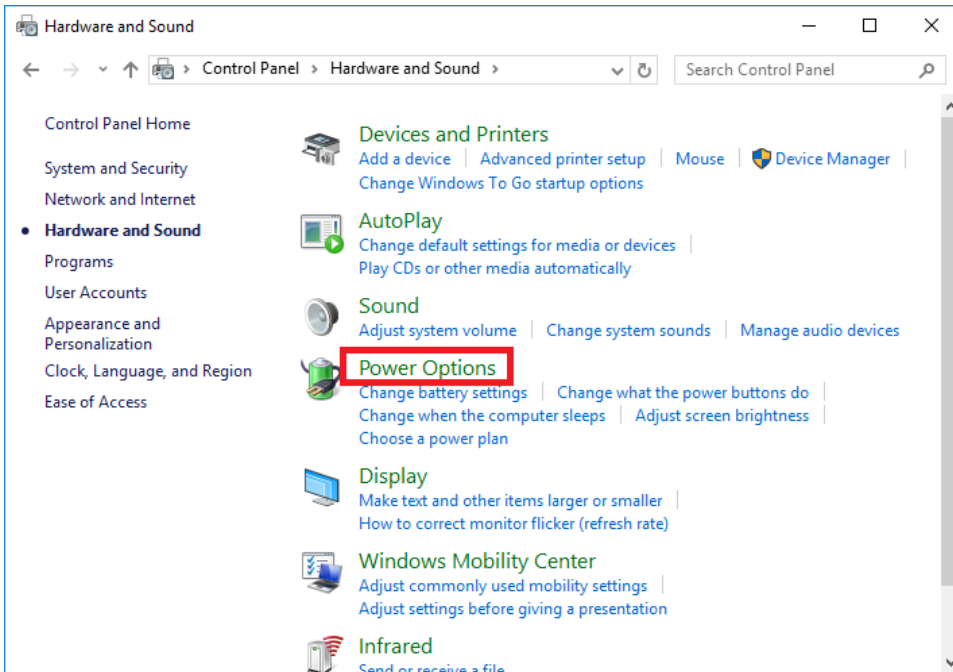 Hardware and Sound
Control Panel > Hardware and Sound >
Search Control Panel
Control Panel Home
System and Security
Network and Internet
Hardware and Sound
Programs
User Accounts
Appearance and
Personalization
Clock, Language, and Region
Ease of Access
Devices and Printers
Add a device | Advanced printer setup | Mouse | Device Manager |
Change Windows To Go startup options
AutoPlay
Change default settings for media or devices |
Play CDs or other media automatically
Sound
Adjust system volume | Change system sounds | Manage audio devices
Power Options
Change battery settings | Change what the power buttons do |
Change when the computer sleeps | Adjust screen brightness |
Choose a power plan
Display
Make text and other items larger or smaller |
How to correct monitor flicker (refresh rate)
Windows Mobility Center
Adjust commonly used mobility settings |
Adjust settings before giving a presentation
Infrared
Send or receive a file